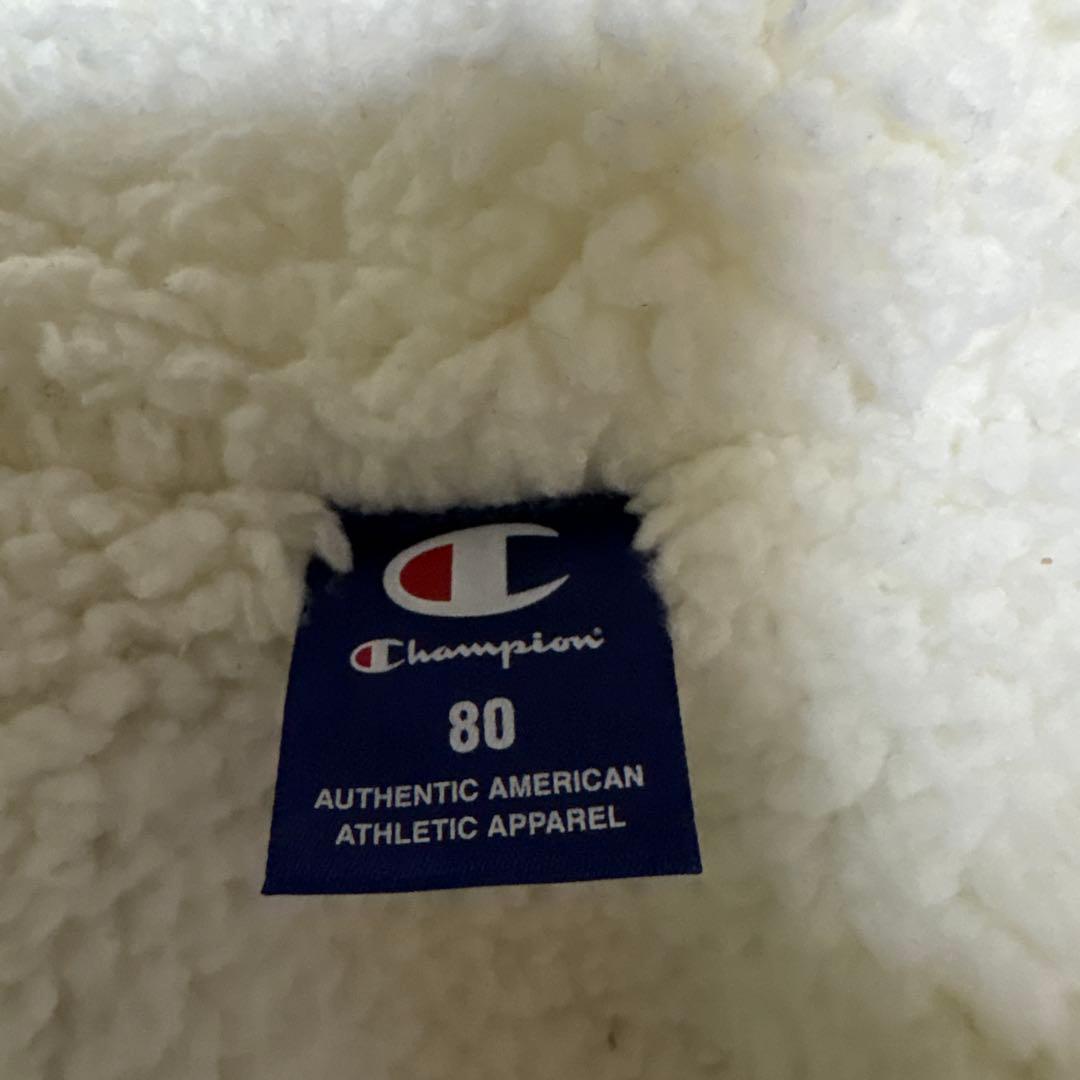 Champion
80
AUTHENTIC AMERICAN
ATHLETIC APPAREL